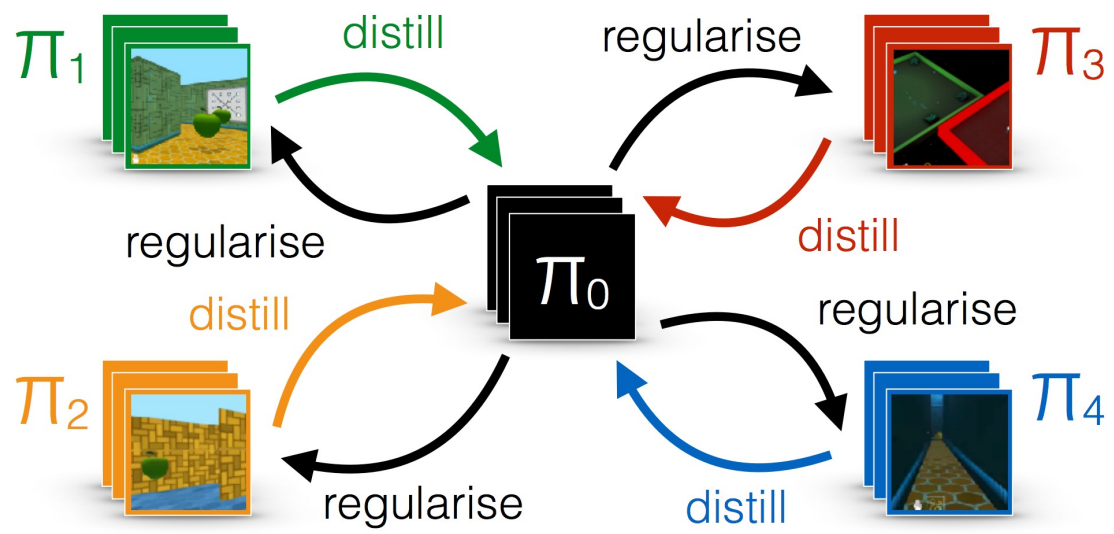 π1
distill
regularise
π3
regularise
distill
distill
π0
regularise
π2
regularise
distill
π4